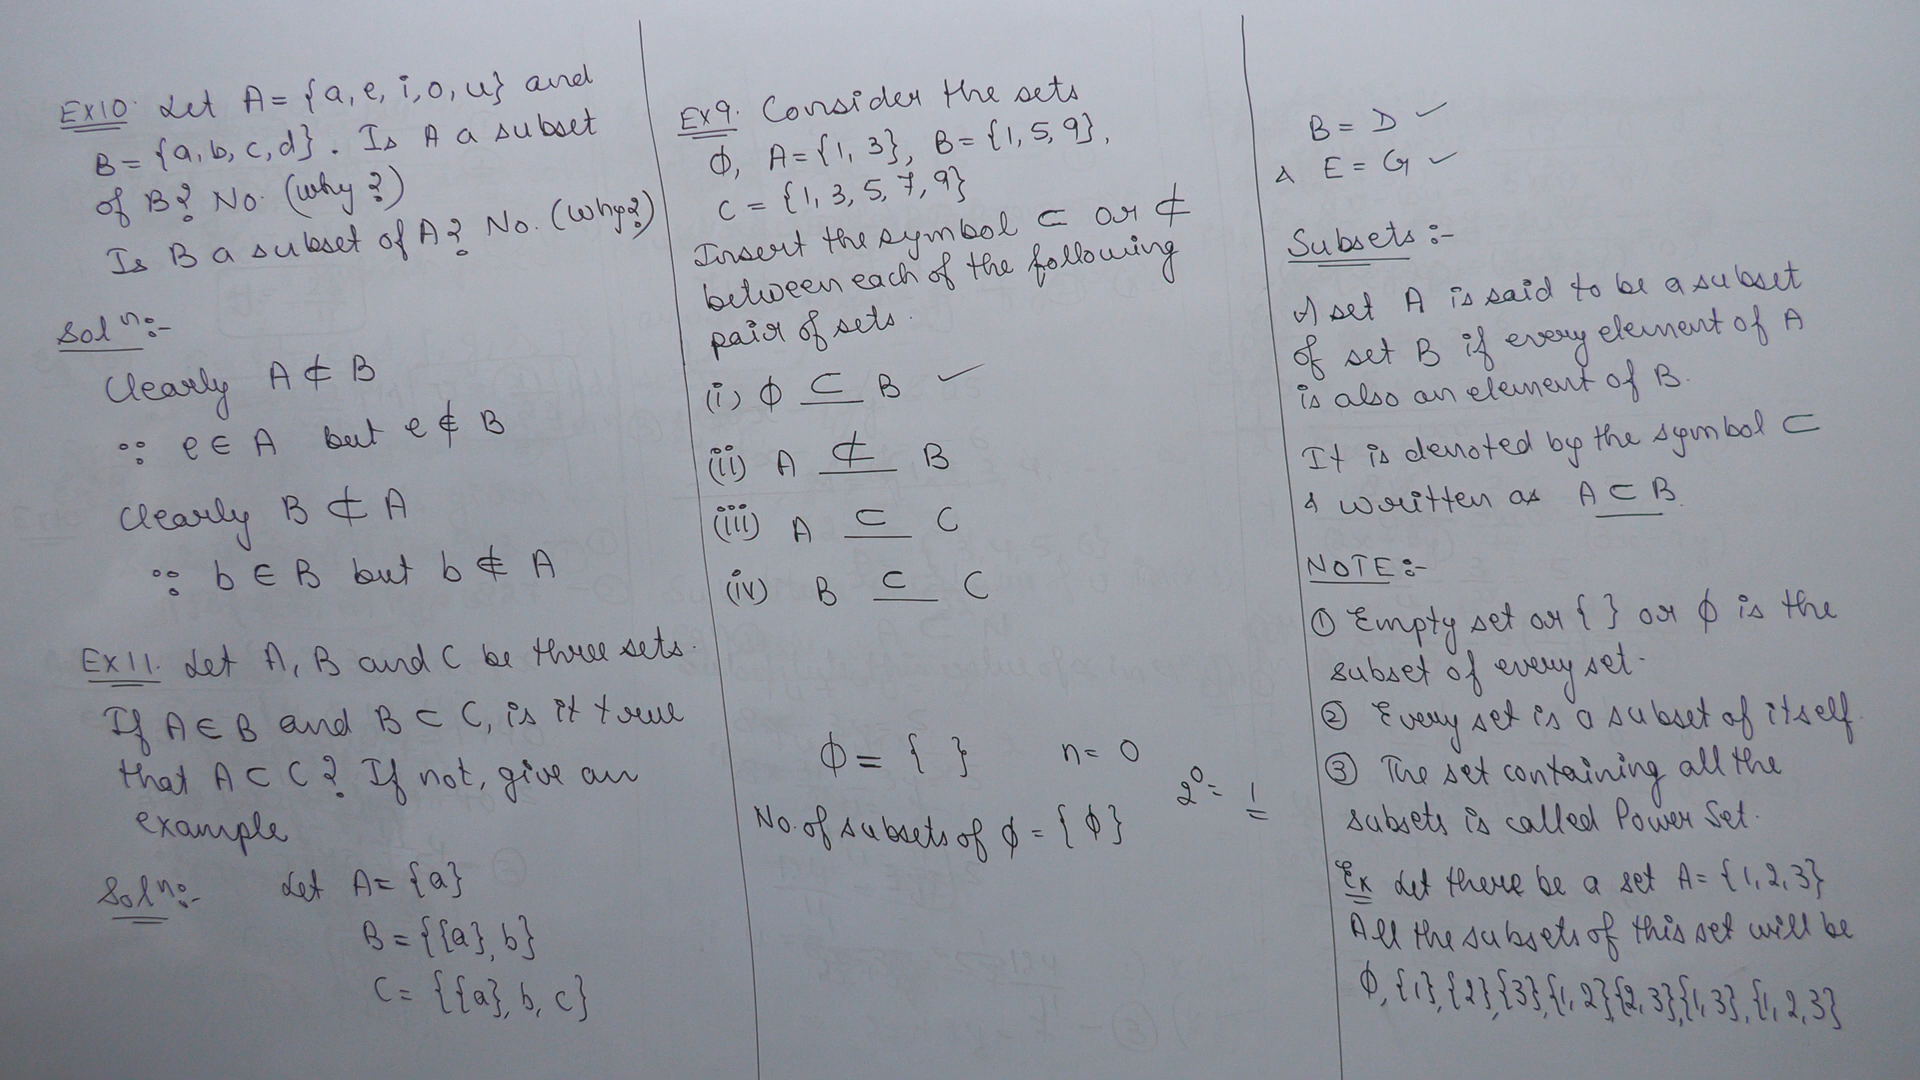 Ex10. Let A = {a, e, i, o, u} and
B = {a, b, c, d}. Is A a subset
of B? No. (why?)
Is B a subset of A? No. (why?)
Solⁿ:-
Clearly A ⊄ B
∵ e ∈ A but e ∉ B
Clearly B ⊄ A
∵ b ∈ B but b ∉ A
Ex11. Let A, B and C be three sets.
If A ∈ B and B ⊂ C, is it true
that A ⊂ C? If not, give an
example
Solⁿ:- Let A = {a}
B = {{a}, b}
C = {{a}, b, c}
Ex9. Consider the sets
ϕ, A = {1, 3}, B = {1, 5, 9},
C = {1, 3, 5, 7, 9}
Insert the symbol ⊂ or ⊄
between each of the following
pair of sets.
(i) ϕ ⊂ B ✓
(ii) A ⊄ B
(iii) A ⊂ C
(iv) B ⊂ C
ϕ = { } n = 0
2⁰ = 1
No. of subsets of ϕ = {ϕ}
B = D ✓
& E = G ✓
Subsets :-
A set A is said to be a subset
of set B if every element of A
is also an element of B.
It is denoted by the symbol ⊂
& written as A ⊂ B.
NOTE :-
① Empty set or { } or ϕ is the
subset of every set.
② Every set is a subset of itself.
③ The set containing all the
subsets is called Power Set.
Ex Let there be a set A = {1, 2, 3}
All the subsets of this set will be
ϕ, {1}, {2}, {3}, {1, 2}, {2, 3}, {1, 3}, {1, 2, 3}